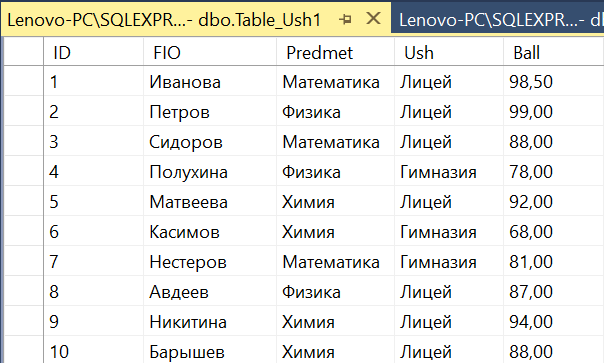 Lenovo-PC\SQLEXPR...- dbo.Table_Ush1 Lenovo-PC\SQLEXPR...- d
ID FIO Predmet Ush Ball
1 Иванова Математика Лицей 98,50
2 Петров Физика Лицей 99,00
3 Сидоров Математика Лицей 88,00
4 Полухина Физика Гимназия 78,00
5 Матвеева Химия Лицей 92,00
6 Касимов Химия Гимназия 68,00
7 Нестеров Математика Гимназия 81,00
8 Авдеев Физика Лицей 87,00
9 Никитина Химия Лицей 94,00
10 Барышев Химия Лицей 88,00